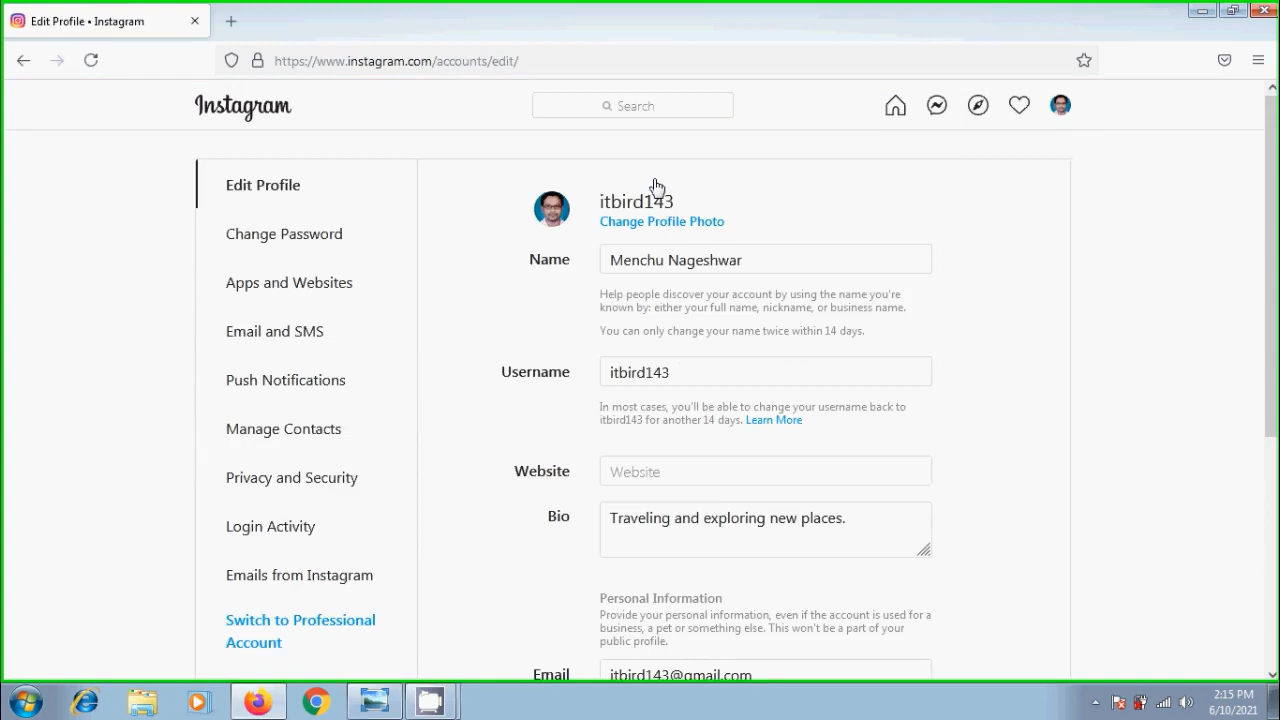 Edit Profile • Instagram
https://www.instagram.com/accounts/edit/
Instagram
Search
Edit Profile
Change Password
Apps and Websites
Email and SMS
Push Notifications
Manage Contacts
Privacy and Security
Login Activity
Emails from Instagram
Switch to Professional
Account
itbird143
Change Profile Photo
Name
Menchu Nageshwar
Help people discover your account by using the name you're
known by: either your full name, nickname, or business name.
You can only change your name twice within 14 days.
Username
itbird143
In most cases, you'll be able to change your username back to
itbird143 for another 14 days. Learn More
Website
Website
Bio
Traveling and exploring new places.
Personal Information
Provide your personal information, even if the account is used for a
business, a pet or something else. This won't be a part of your
public profile.
Email
itbird143@gmail.com
2:15 PM
6/10/2021